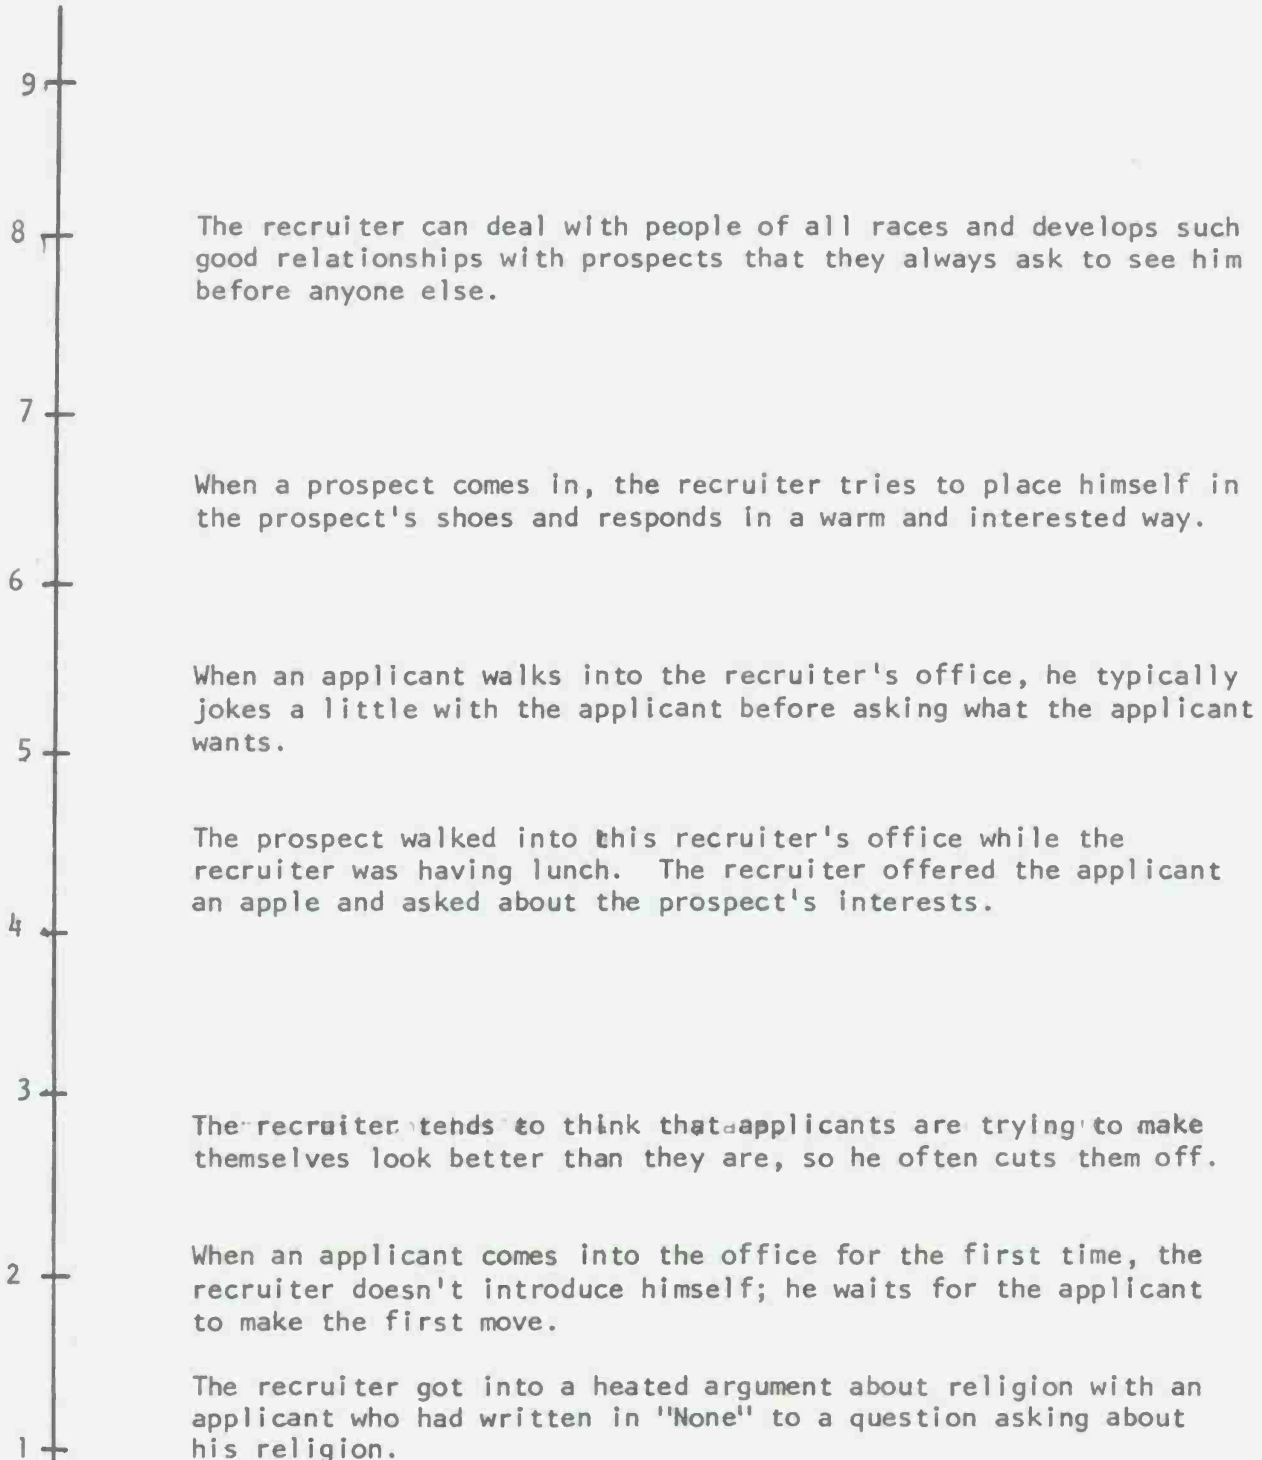 9
8
The recruiter can deal with people of all races and develops such
good relationships with prospects that they always ask to see him
before anyone else.
7
When a prospect comes in, the recruiter tries to place himself in
the prospect's shoes and responds in a warm and interested way.
6
When an applicant walks into the recruiter's office, he typically
jokes a little with the applicant before asking what the applicant
wants.
5
The prospect walked into this recruiter's office while the
recruiter was having lunch. The recruiter offered the applicant
an apple and asked about the prospect's interests.
4
3
The recruiter tends to think that applicants are trying to make
themselves look better than they are, so he often cuts them off.
When an applicant comes into the office for the first time, the
2
recruiter doesn't introduce himself; he waits for the applicant
to make the first move.
The recruiter got into a heated argument about religion with an
applicant who had written in "None" to a question asking about
1
his religion.